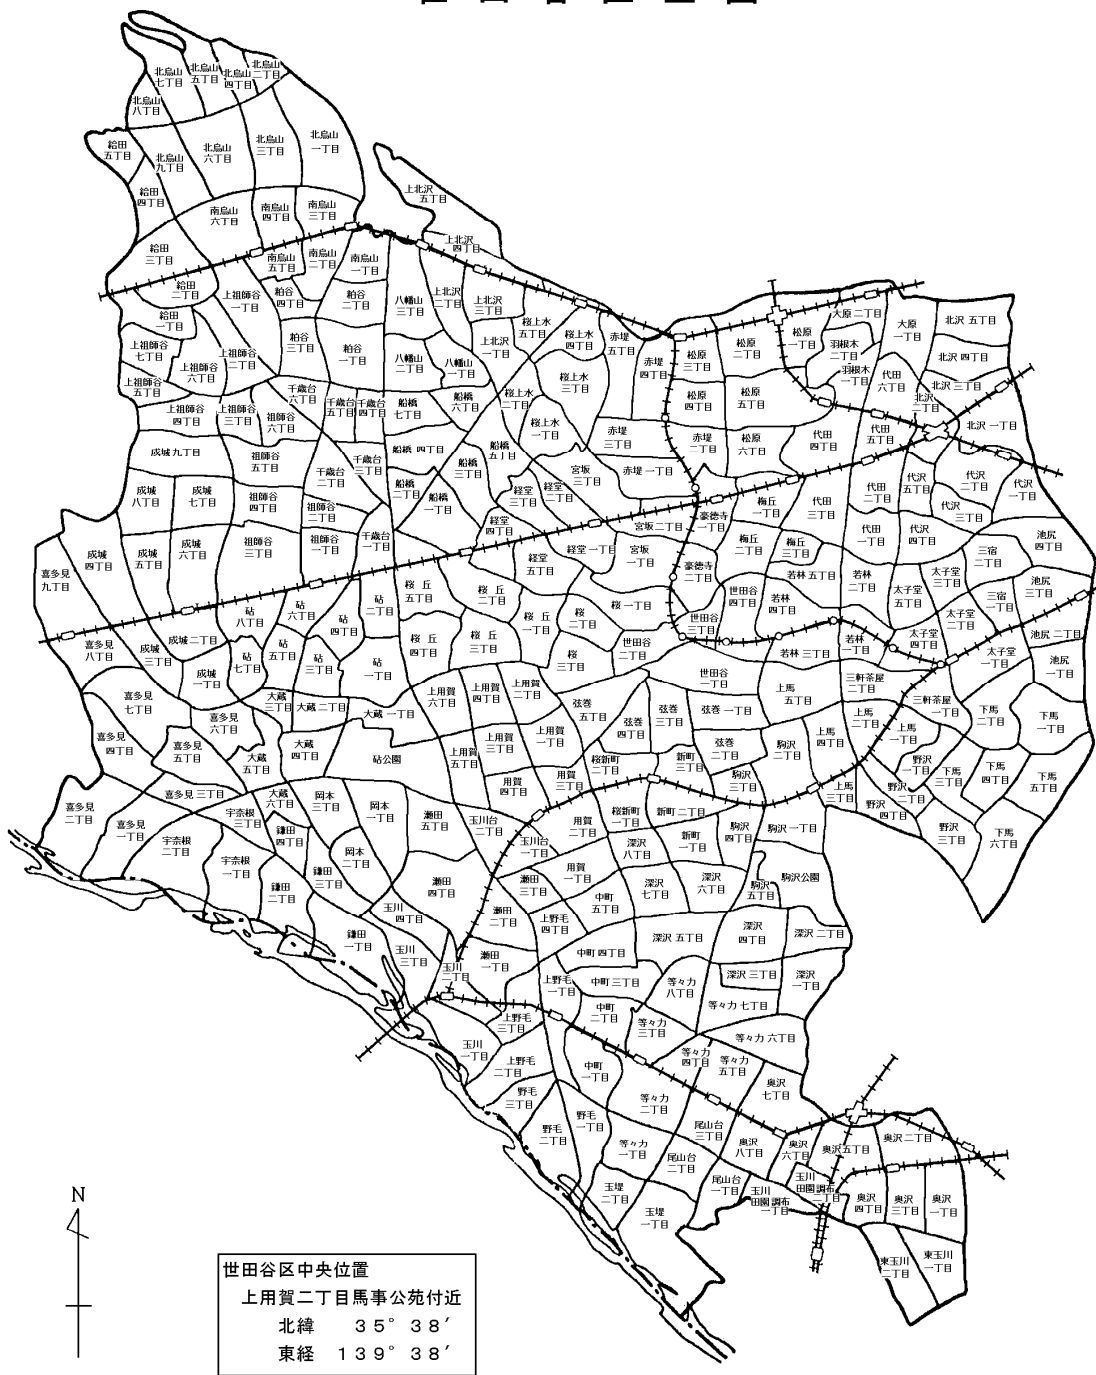 北烏山
七丁目
北烏山
五丁目
北烏山
四丁目
北烏山
二丁目
北烏山
八丁目
給田
五丁目
北烏山
九丁目
北烏山
六丁目
北烏山
三丁目
北烏山
一丁目
給田
四丁目
南烏山
六丁目
南烏山
四丁目
南烏山
三丁目
上北沢
五丁目
給田
三丁目
南烏山
五丁目
南烏山
二丁目
南烏山
一丁目
上北沢
四丁目
給田
二丁目
給田
一丁目
上祖師谷
一丁目
粕谷
四丁目
粕谷
二丁目
八幡山
三丁目
上北沢
二丁目
上北沢
三丁目
桜上水
五丁目
桜上水
四丁目
赤堤
五丁目
上祖師谷
七丁目
上祖師谷
六丁目
上祖師谷
二丁目
粕谷
三丁目
粕谷
一丁目
八幡山
二丁目
八幡山
一丁目
上北沢
一丁目
桜上水
三丁目
赤堤
四丁目
松原
三丁目
松原
二丁目
松原
一丁目
大原 二丁目
羽根木
二丁目
羽根木
一丁目
大原
一丁目
北沢 五丁目
北沢 四丁目
北沢 三丁目
北沢
二丁目
北沢 一丁目
上祖師谷
五丁目
上祖師谷
四丁目
上祖師谷
三丁目
祖師谷
六丁目
千歳台
六丁目
千歳台
五丁目
千歳台
四丁目
船橋
七丁目
船橋
六丁目
桜上水
二丁目
桜上水
一丁目
赤堤
三丁目
松原
四丁目
松原
五丁目
代田
六丁目
代田
五丁目
成城 九丁目
祖師谷
五丁目
千歳台
二丁目
千歳台
三丁目
船橋 四丁目
船橋
三丁目
船橋
五丁目
宮坂
三丁目
赤堤 一丁目
赤堤
二丁目
松原
六丁目
代田
四丁目
成城
八丁目
成城
七丁目
祖師谷
四丁目
祖師谷
二丁目
船橋
二丁目
船橋
一丁目
経堂
三丁目
経堂
二丁目
経堂
四丁目
宮坂 二丁目
豪徳寺
一丁目
梅丘
一丁目
代田
三丁目
代田
二丁目
代沢
五丁目
代沢
二丁目
代沢
一丁目
代沢
三丁目
喜多見
九丁目
成城
四丁目
成城
五丁目
成城
六丁目
祖師谷
三丁目
祖師谷
一丁目
千歳台
一丁目
経堂
五丁目
経堂 一丁目
宮坂
一丁目
豪徳寺
二丁目
梅丘
二丁目
梅丘
三丁目
代田
一丁目
代沢
四丁目
三宿
二丁目
池尻
四丁目
喜多見
八丁目
成城
三丁目
成城 二丁目
成城
一丁目
砧
八丁目
砧
七丁目
砧
六丁目
砧
五丁目
砧
四丁目
砧
三丁目
砧
二丁目
砧
一丁目
桜 丘
五丁目
桜 丘
二丁目
桜 丘
四丁目
桜 丘
三丁目
桜 丘
一丁目
桜
二丁目
桜 一丁目
桜
三丁目
世田谷
二丁目
世田谷
三丁目
世田谷
四丁目
若林 五丁目
若林
四丁目
若林
二丁目
若林 三丁目
若林
一丁目
太子堂
五丁目
太子堂
三丁目
太子堂
二丁目
太子堂
四丁目
太子堂
一丁目
三宿
一丁目
池尻
三丁目
池尻 二丁目
池尻
一丁目
喜多見
七丁目
喜多見
六丁目
大蔵
三丁目
大蔵 二丁目
大蔵 一丁目
上用賀
六丁目
上用賀
四丁目
上用賀
二丁目
世田谷
一丁目
弦巻
五丁目
弦巻
四丁目
弦巻
三丁目
弦巻 一丁目
弦巻
二丁目
上馬
五丁目
三軒茶屋
二丁目
三軒茶屋
一丁目
下馬
二丁目
下馬
一丁目
喜多見
四丁目
喜多見
五丁目
大蔵
五丁目
大蔵
四丁目
砧公園
上用賀
五丁目
上用賀
三丁目
上用賀
一丁目
桜新町
二丁目
新町
三丁目
駒沢
二丁目
上馬
四丁目
上馬
二丁目
上馬
一丁目
野沢
一丁目
下馬
三丁目
下馬
四丁目
下馬
五丁目
喜多見
二丁目
喜多見
一丁目
喜多見 三丁目
宇奈根
三丁目
大蔵
六丁目
岡本
三丁目
岡本
一丁目
瀬田
五丁目
用賀
四丁目
用賀
三丁目
駒沢
三丁目
上馬
三丁目
野沢
二丁目
野沢
四丁目
野沢
三丁目
下馬
六丁目
宇奈根
二丁目
宇奈根
一丁目
鎌田
四丁目
鎌田
三丁目
鎌田
二丁目
岡本
二丁目
玉川台
二丁目
玉川台
一丁目
用賀
二丁目
桜新町
一丁目
新町 二丁目
新町
一丁目
駒沢
四丁目
駒沢 一丁目
駒沢公園
駒沢
五丁目
瀬田
四丁目
瀬田
三丁目
用賀
一丁目
深沢
八丁目
深沢
七丁目
深沢
六丁目
鎌田
一丁目
玉川
四丁目
玉川
三丁目
玉川
二丁目
瀬田
二丁目
瀬田
一丁目
上野毛
四丁目
中町
五丁目
中町 四丁目
深沢 五丁目
深沢
四丁目
深沢 二丁目
深沢 三丁目
深沢
一丁目
上野毛
一丁目
中町 三丁目
中町
二丁目
等々力
八丁目
等々力 七丁目
等々力
三丁目
等々力 六丁目
玉川
一丁目
上野毛
三丁目
上野毛
二丁目
中町
一丁目
等々力
四丁目
等々力
五丁目
等々力
二丁目
奥沢
七丁目
野毛
三丁目
野毛
二丁目
野毛
一丁目
等々力
一丁目
尾山台
三丁目
尾山台
二丁目
尾山台
一丁目
奥沢
八丁目
奥沢
六丁目
奥沢 五丁目
奥沢 二丁目
玉川
田園調布
一丁目
玉川
田園調布
二丁目
奥沢
四丁目
奥沢
三丁目
奥沢
一丁目
玉堤
二丁目
玉堤
一丁目
東玉川
二丁目
東玉川
一丁目
N
世田谷区中央位置
上用賀二丁目馬事公苑付近
北緯 35°38′
東経 139°38′